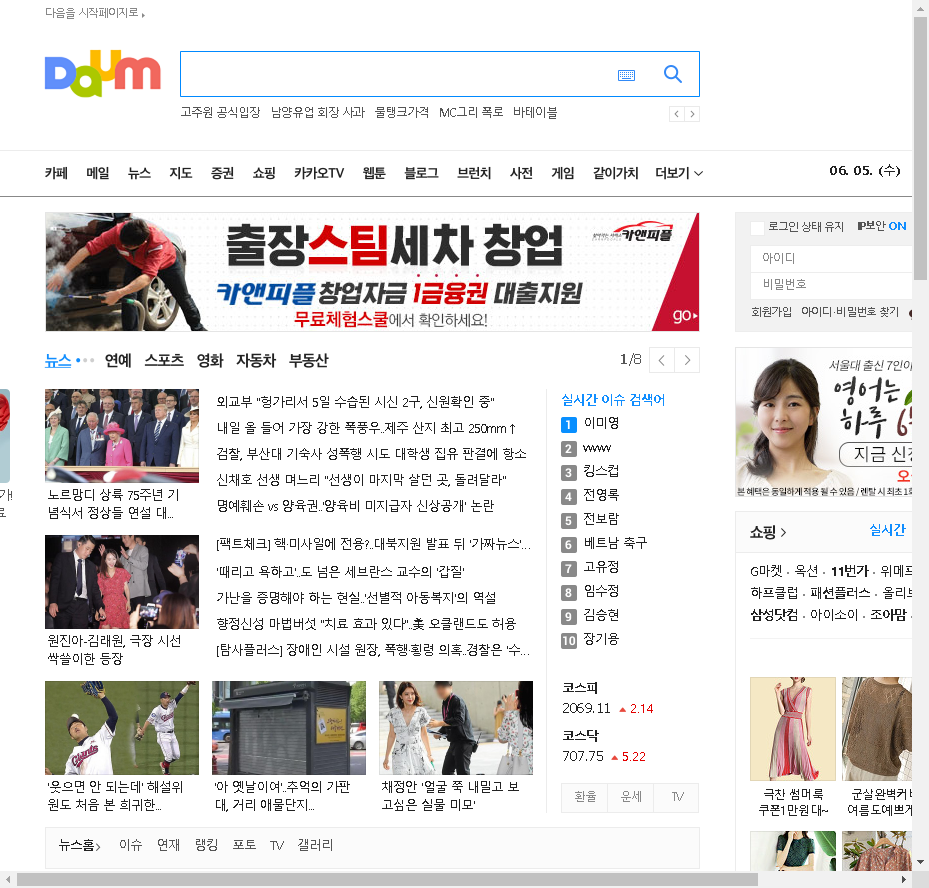 다음을 시작페이지로
Daum
고주원 공식입장 남양유업 회장 사과 물탱크가격 MC그리 폭로 바테이블
카페 메일 뉴스 지도 증권 쇼핑 카카오TV 웹툰 블로그 브런치 사전 게임 같이가치 더보기
06. 05. (수)
출장스팀세차 창업
카앤피플
카앤피플 창업자금 1금융권 대출지원
무료체험스쿨에서 확인하세요!
go
로그인 상태 유지 IP보안 ON
아이디
비밀번호
회원가입 아이디·비밀번호 찾기
뉴스 연예 스포츠 영화 자동차 부동산
1/8
노르망디 상륙 75주년 기
념식서 정상들 연설 대...
원진아-김래원, 극장 시선
싹쓸이한 등장
외교부 "헝가리서 5일 수습된 시신 2구, 신원확인 중"
내일 올 들어 가장 강한 폭풍우..제주 산지 최고 250mm↑
검찰, 부산대 기숙사 성폭행 시도 대학생 집유 판결에 항소
신채호 선생 며느리 "선생이 마지막 살던 곳, 돌려달라"
명예훼손 vs 양육권..'양육비 미지급자 신상공개' 논란
[팩트체크] 핵·미사일에 전용?..대북지원 발표 뒤 '가짜뉴스'...
'때리고 욕하고'..도 넘은 세브란스 교수의 '갑질'
가난을 증명해야 하는 현실..'선별적 아동복지'의 역설
향정신성 마법버섯 "치료 효과 있다"..美 오클랜드도 허용
[탐사플러스] 장애인 시설 원장, 폭행·횡령 의혹..경찰은 '수...
'웃으면 안 되는데' 해설위
원도 처음 본 희귀한...
'아 옛날이여'..추억의 가판
대, 거리 애물단지...
채정안 '얼굴 쭉 내밀고 보
고싶은 실물 미모'
뉴스홈 이슈 연재 랭킹 포토 TV 갤러리
실시간 이슈 검색어
1 이미영
2 www
3 킹스컵
4 전영록
5 전보람
6 베트남 축구
7 고유정
8 임수정
9 김승현
10 장기용
코스피
2069.11 ▲ 2.14
코스닥
707.75 ▲ 5.22
환율 운세 TV
서울대 출신 7인이
영어는
하루 6
지금 신
본 혜택은 동일하게 적용 될 수 있음 / 렌탈 시 최초 1
쇼핑 실시간
G마켓 · 옥션 · 11번가 · 위메프
하프클럽 · 패션플러스 · 올리브
삼성닷컴 · 아이소이 · 조아맘
극찬 썸머룩
쿠폰1만원대~
군살완벽커버
여름도예쁘게